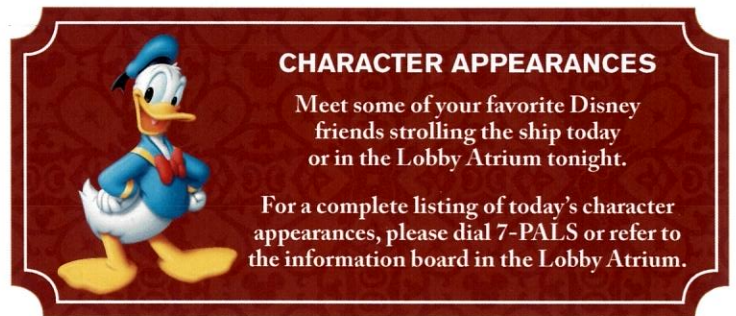 CHARACTER APPEARANCES
Meet some of your favorite Disney
friends strolling the ship today
or in the Lobby Atrium tonight.
For a complete listing of today's character
appearances, please dial 7-PALS or refer to
the information board in the Lobby Atrium.